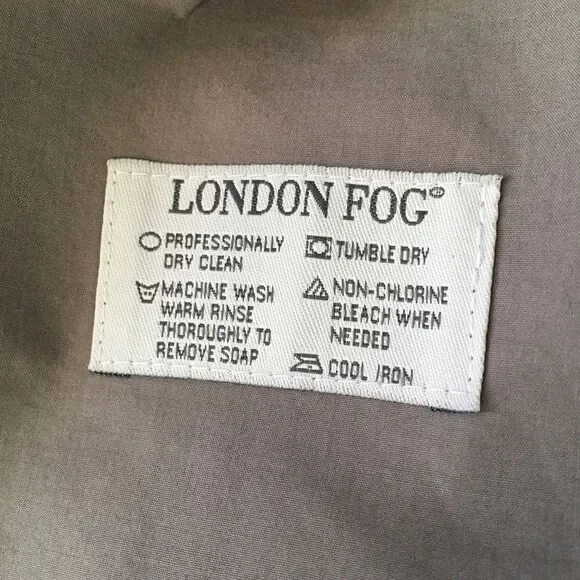 LONDON FOG®
PROFESSIONALLY
DRY CLEAN
MACHINE WASH
WARM RINSE
THOROUGHLY TO
REMOVE SOAP
TUMBLE DRY
NON-CHLORINE
BLEACH WHEN
NEEDED
COOL IRON